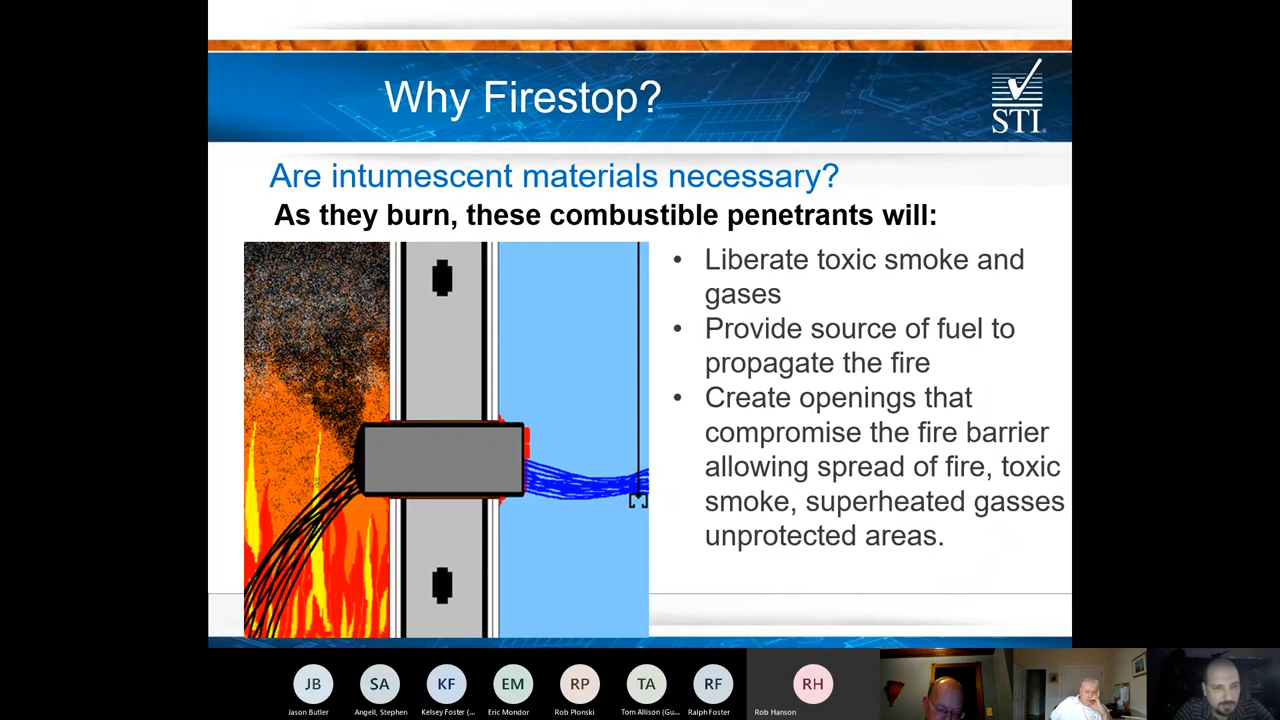 Why Firestop?
STI
Are intumescent materials necessary?
As they burn, these combustible penetrants will:
• Liberate toxic smoke and
gases
• Provide source of fuel to
propagate the fire
• Create openings that
compromise the fire barrier
allowing spread of fire, toxic
smoke, superheated gasses
unprotected areas.
JB SA KF EM RP TA RF RH
Jason Butler Angell, Stephen Kelsey Foster (... Eric Mondor Rob Plonski Tom Allison (Gu... Ralph Foster Rob Hanson